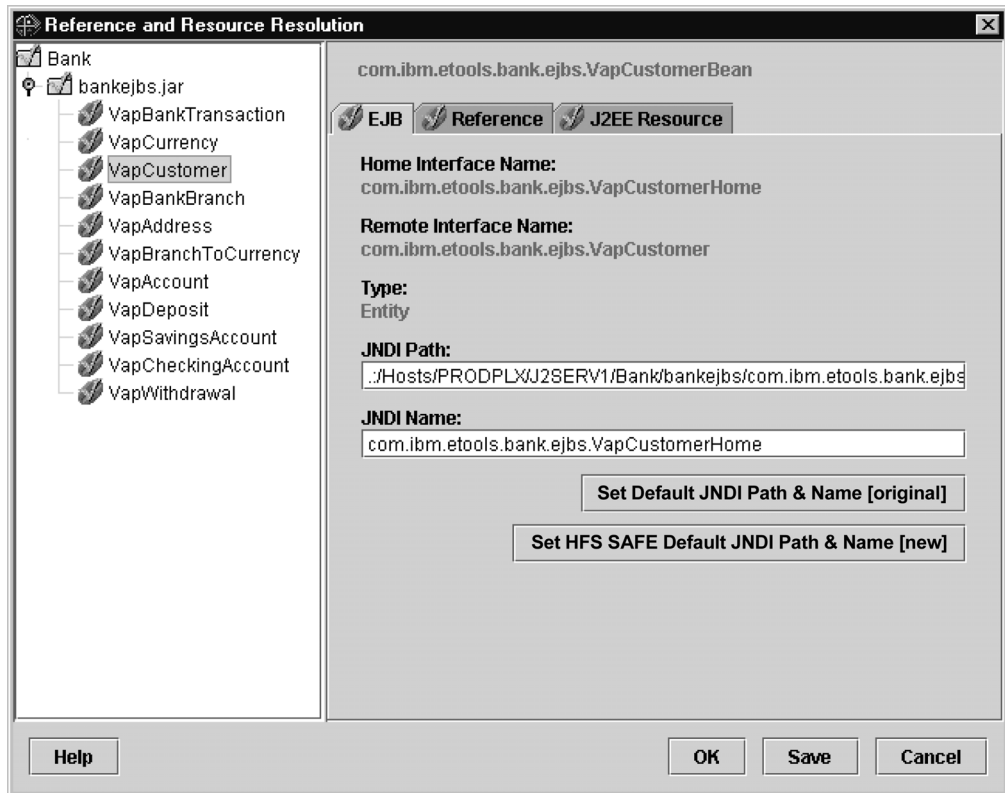 Reference and Resource Resolution
Bank
bankejbs.jar
VapBankTransaction
VapCurrency
VapCustomer
VapBankBranch
VapAddress
VapBranchToCurrency
VapAccount
VapDeposit
VapSavingsAccount
VapCheckingAccount
VapWithdrawal
com.ibm.etools.bank.ejbs.VapCustomerBean
EJB
Reference
J2EE Resource
Home Interface Name:
com.ibm.etools.bank.ejbs.VapCustomerHome
Remote Interface Name:
com.ibm.etools.bank.ejbs.VapCustomer
Type:
Entity
JNDI Path:
.:/Hosts/PRODPLX/J2SERV1/Bank/bankejbs/com.ibm.etools.bank.ejbs
JNDI Name:
com.ibm.etools.bank.ejbs.VapCustomerHome
Set Default JNDI Path & Name [original]
Set HFS SAFE Default JNDI Path & Name [new]
Help
OK
Save
Cancel